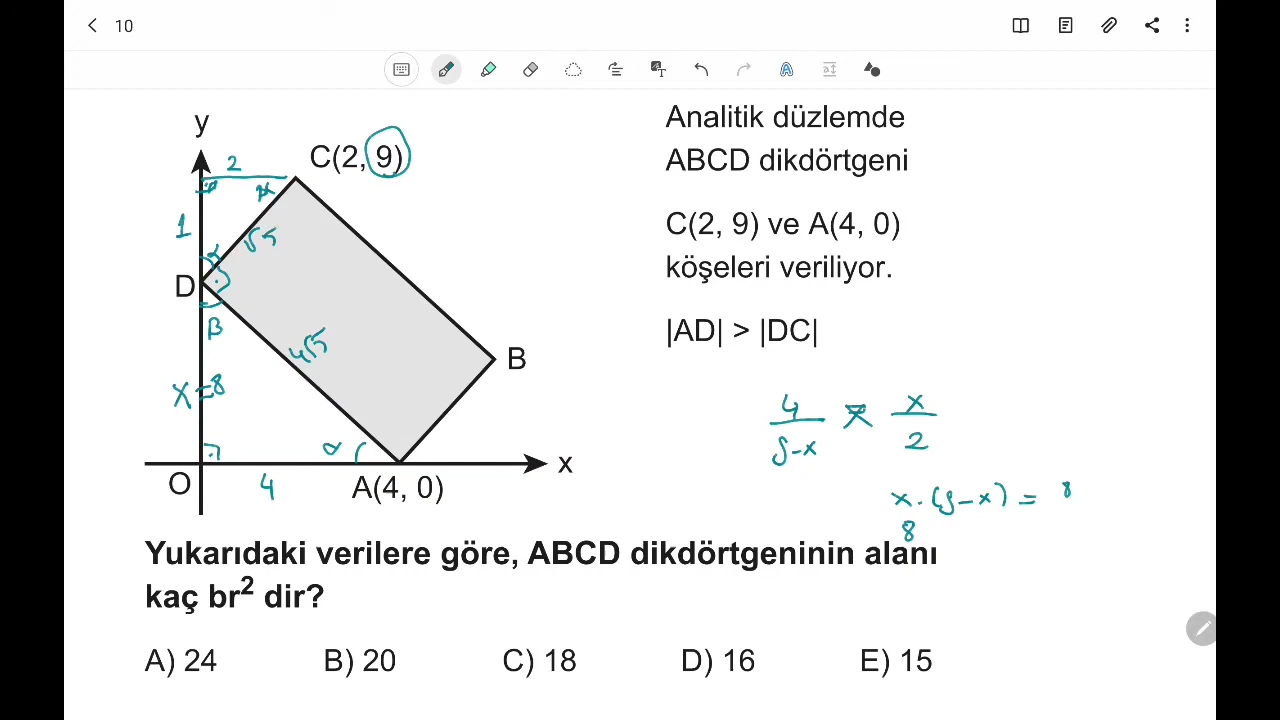 10
y
2
C(2, 9)
Analitik düzlemde
ABCD dikdörtgeni
1
α
√5
C(2, 9) ve A(4, 0)
köşeleri veriliyor.
D
β
4√5
B
|AD| > |DC|
x=8
4/(9-x) = x/2
α
x
O
4
A(4, 0)
x.(9-x) = 8
8
Yukarıdaki verilere göre, ABCD dikdörtgeninin alanı
kaç br² dir?
A) 24 B) 20 C) 18 D) 16 E) 15